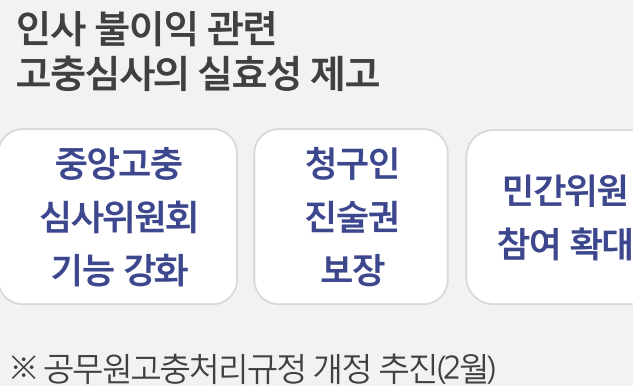 인사 불이익 관련
고충심사의 실효성 제고
중앙고충
심사위원회
기능 강화
청구인
진술권
보장
민간위원
참여 확대
※ 공무원고충처리규정 개정 추진(2월)